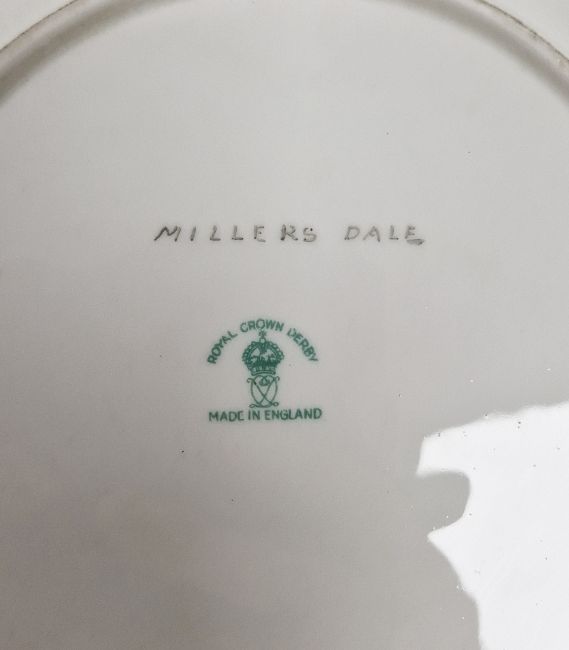 MILLERS DALE
ROYAL CROWN DERBY
MADE IN ENGLAND